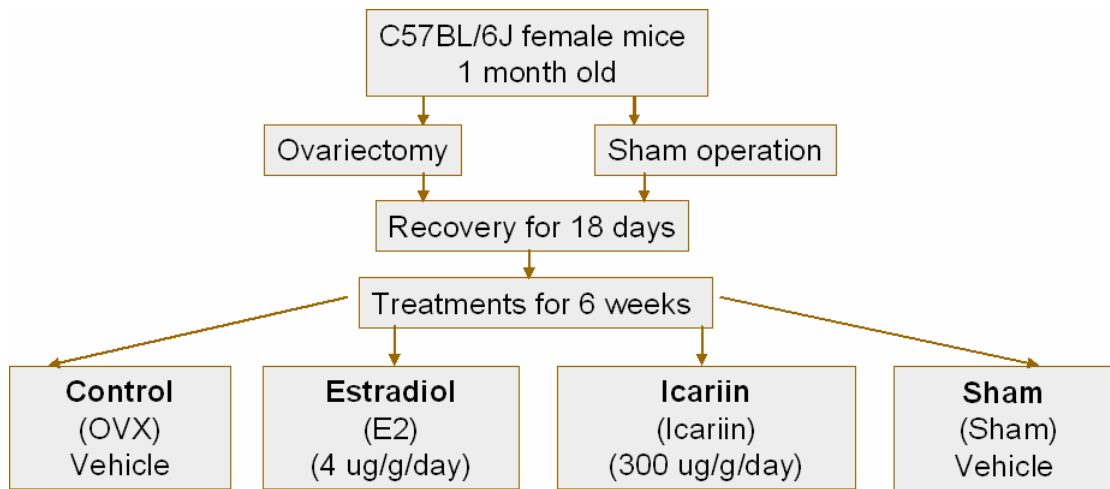 C57BL/6J female mice
1 month old
Ovariectomy
Sham operation
Recovery for 18 days
Treatments for 6 weeks
Control
(OVX)
Vehicle
Estradiol
(E2)
(4 ug/g/day)
Icariin
(Icariin)
(300 ug/g/day)
Sham
(Sham)
Vehicle